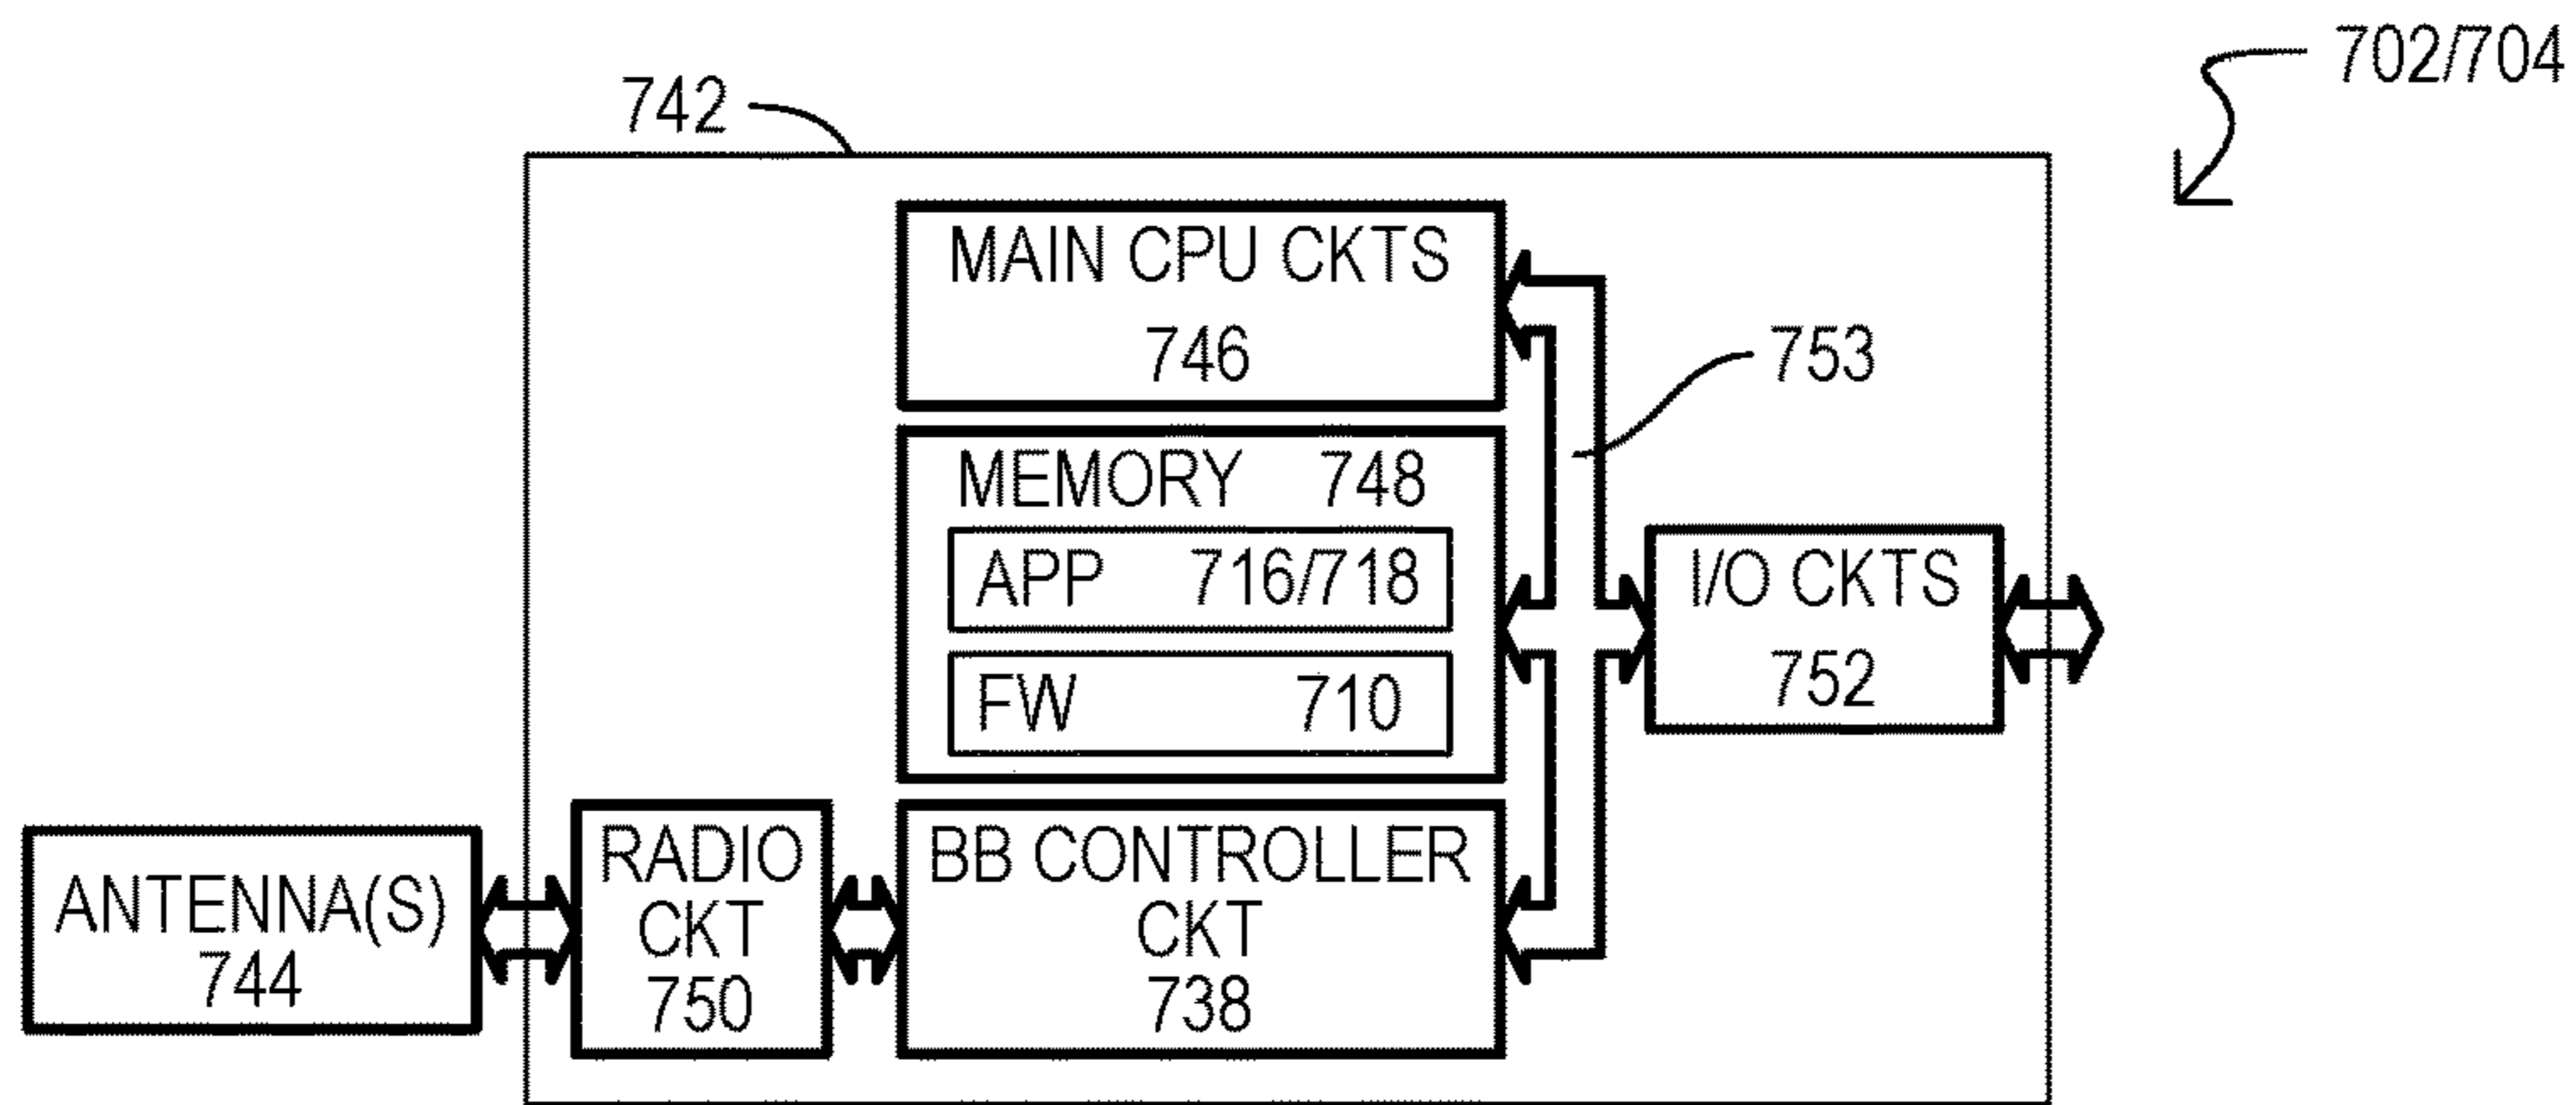 702/704
742
MAIN CPU CKTS
746
753
MEMORY 748
APP 716/718
FW 710
I/O CKTS
752
ANTENNA(S)
744
RADIO
CKT
750
BB CONTROLLER
CKT
738